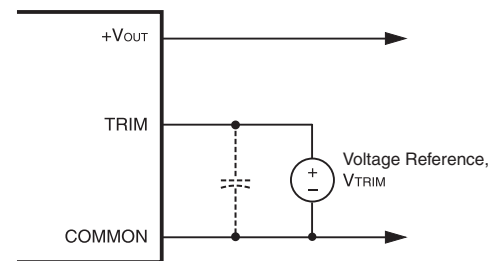 +VOUT
TRIM
+
−
Voltage Reference,
VTRIM
COMMON